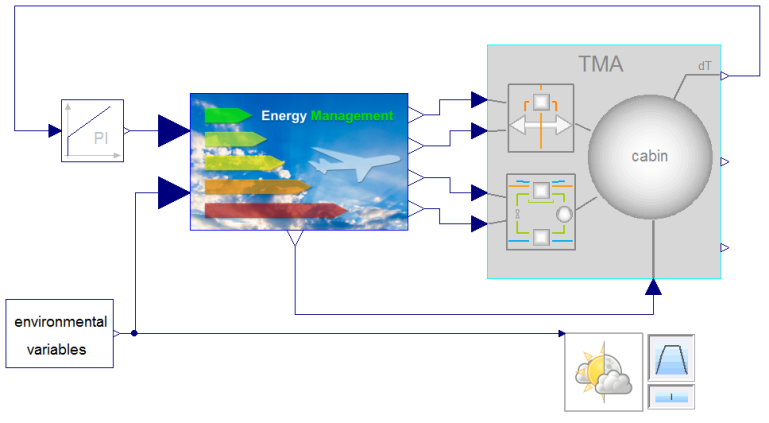 TMA
dT
Energy Management
PI
cabin
environmental
variables